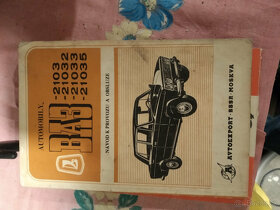 AUTOMOBILY,
ВАЗ
-2103
-21032
-21033
-21035
NÁVOD K PROVOZU A OBSLUZE
AVTOEXPORT · SSSR · MOSKVA